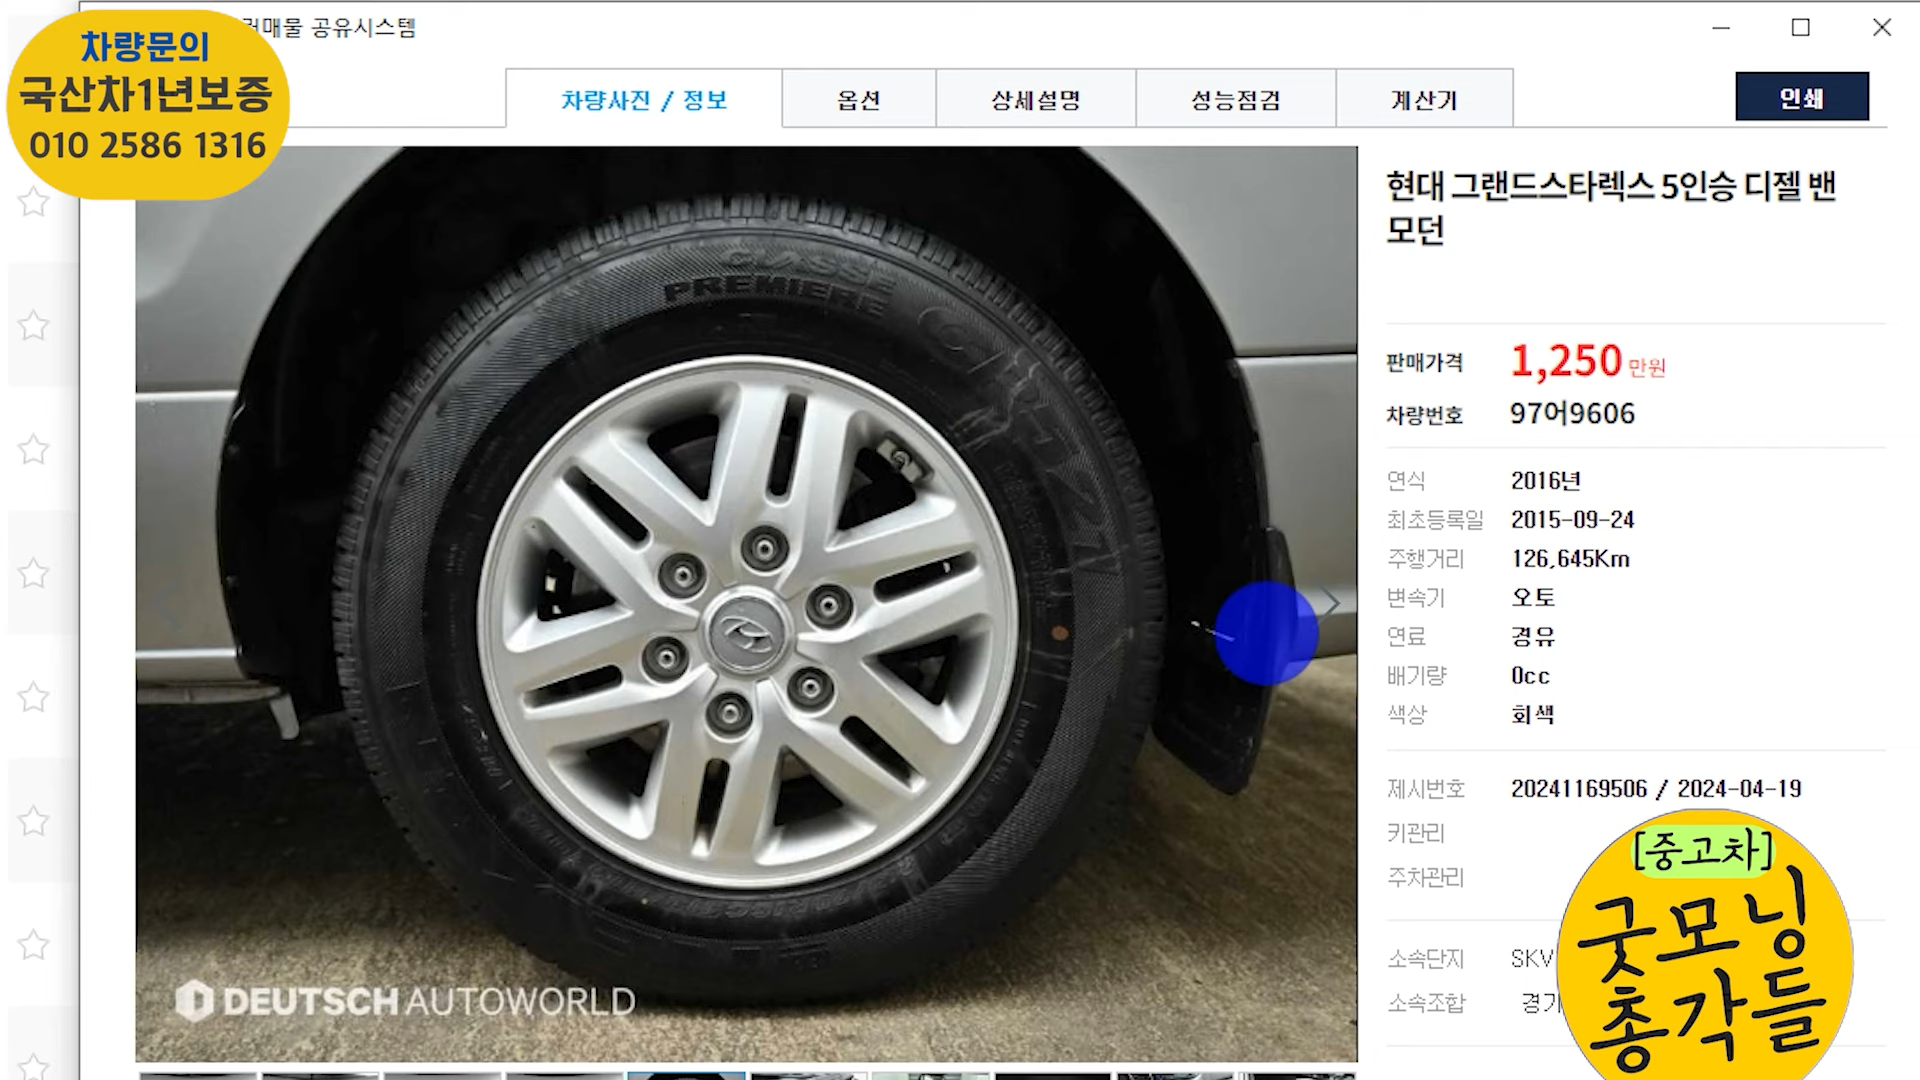 매물 공유시스템
차량문의
국산차1년보증
010 2586 1316
차량사진 / 정보
옵션
상세설명
성능점검
계산기
인쇄
현대 그랜드스타렉스 5인승 디젤 밴
모던
판매가격 1,250 만원
차량번호 97어9606
연식 2016년
최초등록일 2015-09-24
주행거리 126,645Km
변속기 오토
연료 경유
배기량 0cc
색상 회색
제시번호 20241169506 / 2024-04-19
키관리
주차관리
소속단지 SKV
소속조합 경기
[중고차]
굿모닝
총각들
CLASSE
PREMIERE
DEUTSCH AUTOWORLD